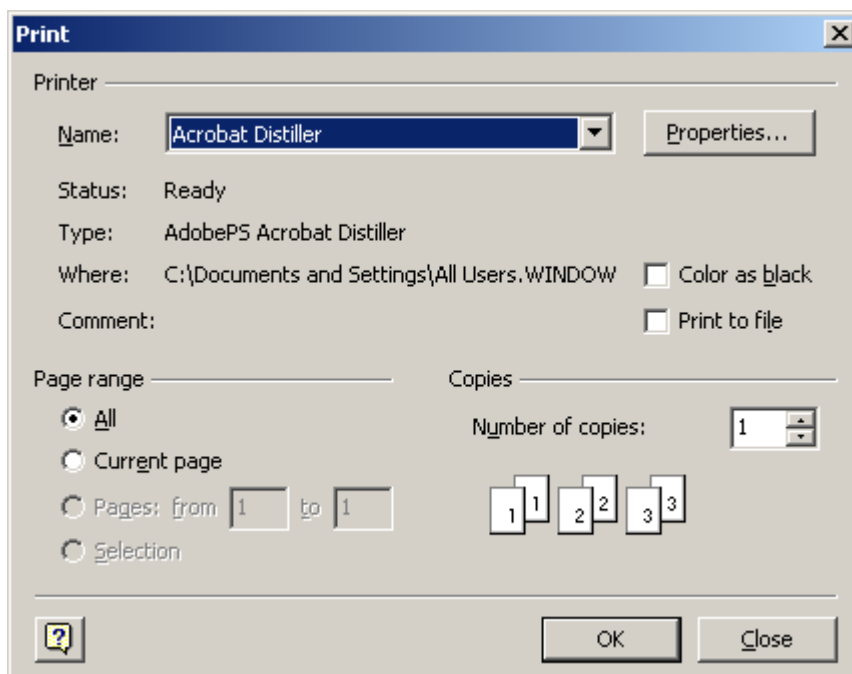 Print
Printer
Name: Acrobat Distiller Properties...
Status: Ready
Type: AdobePS Acrobat Distiller
Where: C:\Documents and Settings\All Users.WINDOW Color as black
Comment: Print to file
Page range Copies
All Number of copies: 1
Current page
Pages: from 1 to 1 1 1 2 2 3 3
Selection
? OK Close